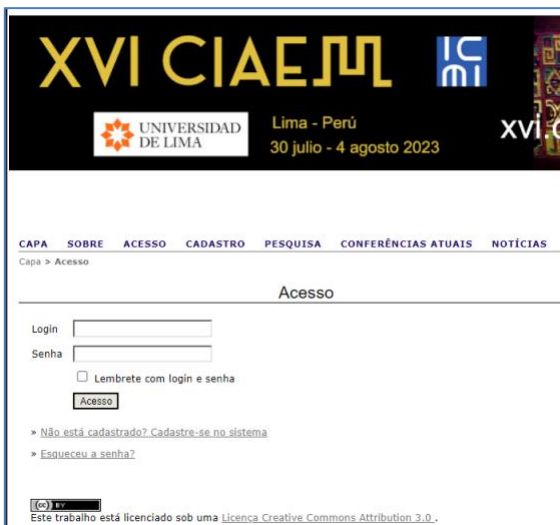 XVI CIAEM
ICMI
UNIVERSIDAD
DE LIMA
Lima - Perú
30 julio - 4 agosto 2023
CAPA SOBRE ACESSO CADASTRO PESQUISA CONFERÊNCIAS ATUAIS NOTÍCIAS
Capa > Acesso
Acesso
Login
Senha
Lembrete com login e senha
Acesso
» Não está cadastrado? Cadastre-se no sistema
» Esqueceu a senha?
(cc) BY
Este trabalho está licenciado sob uma Licença Creative Commons Attribution 3.0 .